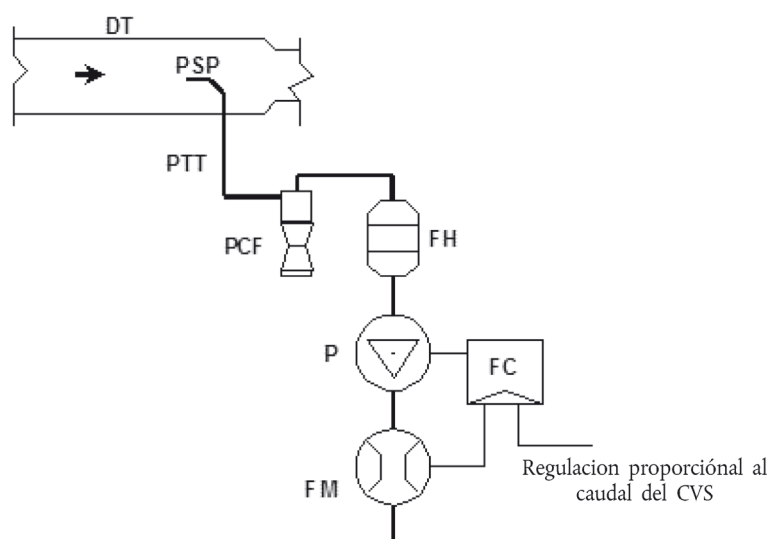 DT
PSP
PTT
PCF
FH
P
FC
FM
Regulacion proporciónal al
caudal del CVS